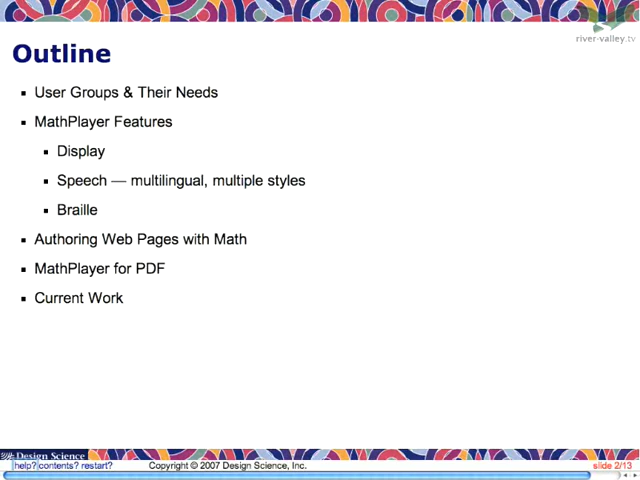 river-valley.tv
Outline
User Groups & Their Needs
MathPlayer Features
Display
Speech — multilingual, multiple styles
Braille
Authoring Web Pages with Math
MathPlayer for PDF
Current Work
Design Science
help? contents? restart? Copyright © 2007 Design Science, Inc. slide 2/13